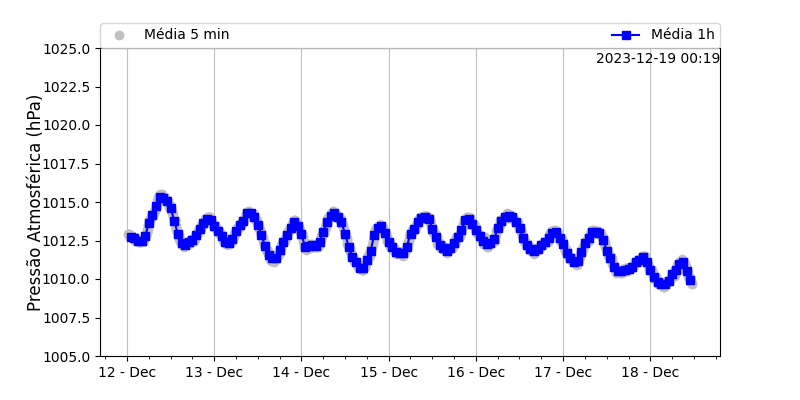 Média 5 min
Média 1h
2023-12-19 00:19
Pressão Atmosférica (hPa)
1025.0
1022.5
1020.0
1017.5
1015.0
1012.5
1010.0
1007.5
1005.0
12 - Dec
13 - Dec
14 - Dec
15 - Dec
16 - Dec
17 - Dec
18 - Dec